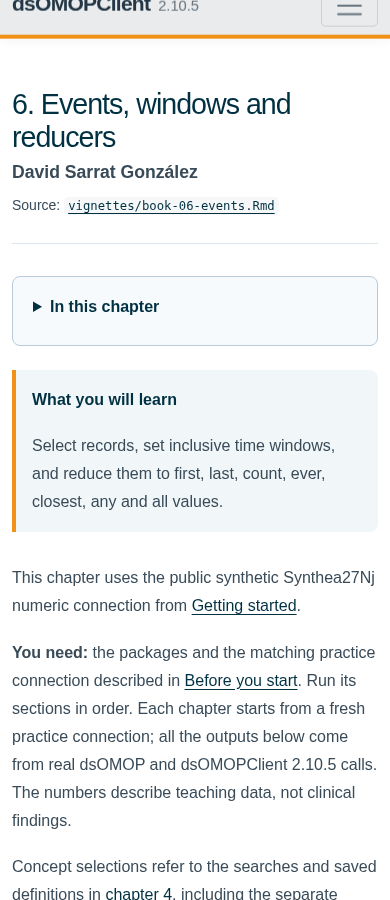 dsOMOPClient 2.10.5
6. Events, windows and
reducers
David Sarrat González
Source: vignettes/book-06-events.Rmd
In this chapter
What you will learn
Select records, set inclusive time windows,
and reduce them to first, last, count, ever,
closest, any and all values.
This chapter uses the public synthetic Synthea27Nj
numeric connection from Getting started.
You need: the packages and the matching practice
connection described in Before you start. Run its
sections in order. Each chapter starts from a fresh
practice connection; all the outputs below come
from real dsOMOP and dsOMOPClient 2.10.5 calls.
The numbers describe teaching data, not clinical
findings.
Concept selections refer to the searches and saved
definitions in chapter 4, including the separate